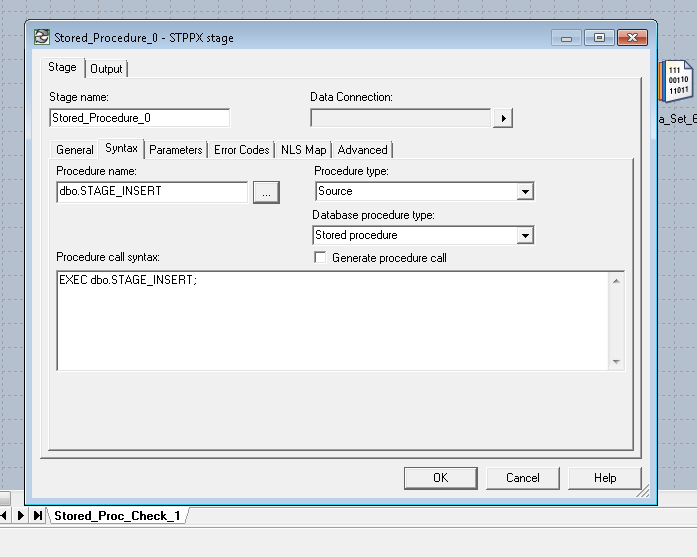 Stored_Procedure_0 - STPPX stage
Stage
Output
Stage name:
Data Connection:
Stored_Procedure_0
General
Syntax
Parameters
Error Codes
NLS Map
Advanced
Procedure name:
Procedure type:
dbo.STAGE_INSERT
...
Source
Database procedure type:
Stored procedure
Procedure call syntax:
Generate procedure call
EXEC dbo.STAGE_INSERT;
OK
Cancel
Help
Stored_Proc_Check_1
111
00110
11011
a_Set_6